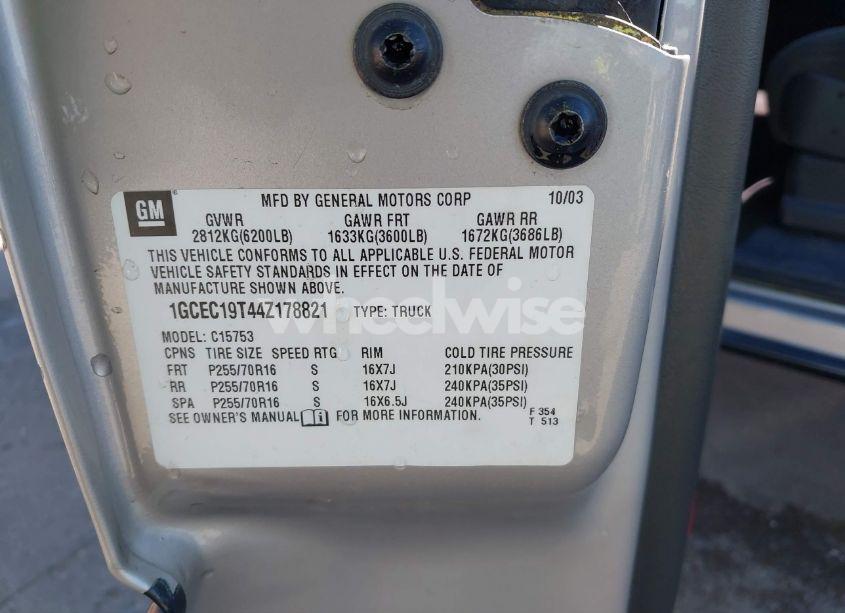 GM MFD BY GENERAL MOTORS CORP 10/03
GVWR GAWR FRT GAWR RR
2812KG(6200LB) 1633KG(3600LB) 1672KG(3686LB)
THIS VEHICLE CONFORMS TO ALL APPLICABLE U.S. FEDERAL MOTOR
VEHICLE SAFETY STANDARDS IN EFFECT ON THE DATE OF
MANUFACTURE SHOWN ABOVE.
1GCEC19T44Z178821 TYPE: TRUCK
wheelwise
MODEL: C15753
CPNS TIRE SIZE SPEED RTG RIM COLD TIRE PRESSURE
FRT P255/70R16 S 16X7J 210KPA(30PSI)
RR P255/70R16 S 16X7J 240KPA(35PSI)
SPA P255/70R16 S 16X6.5J 240KPA(35PSI)
SEE OWNER'S MANUAL i FOR MORE INFORMATION. F 354
T 513